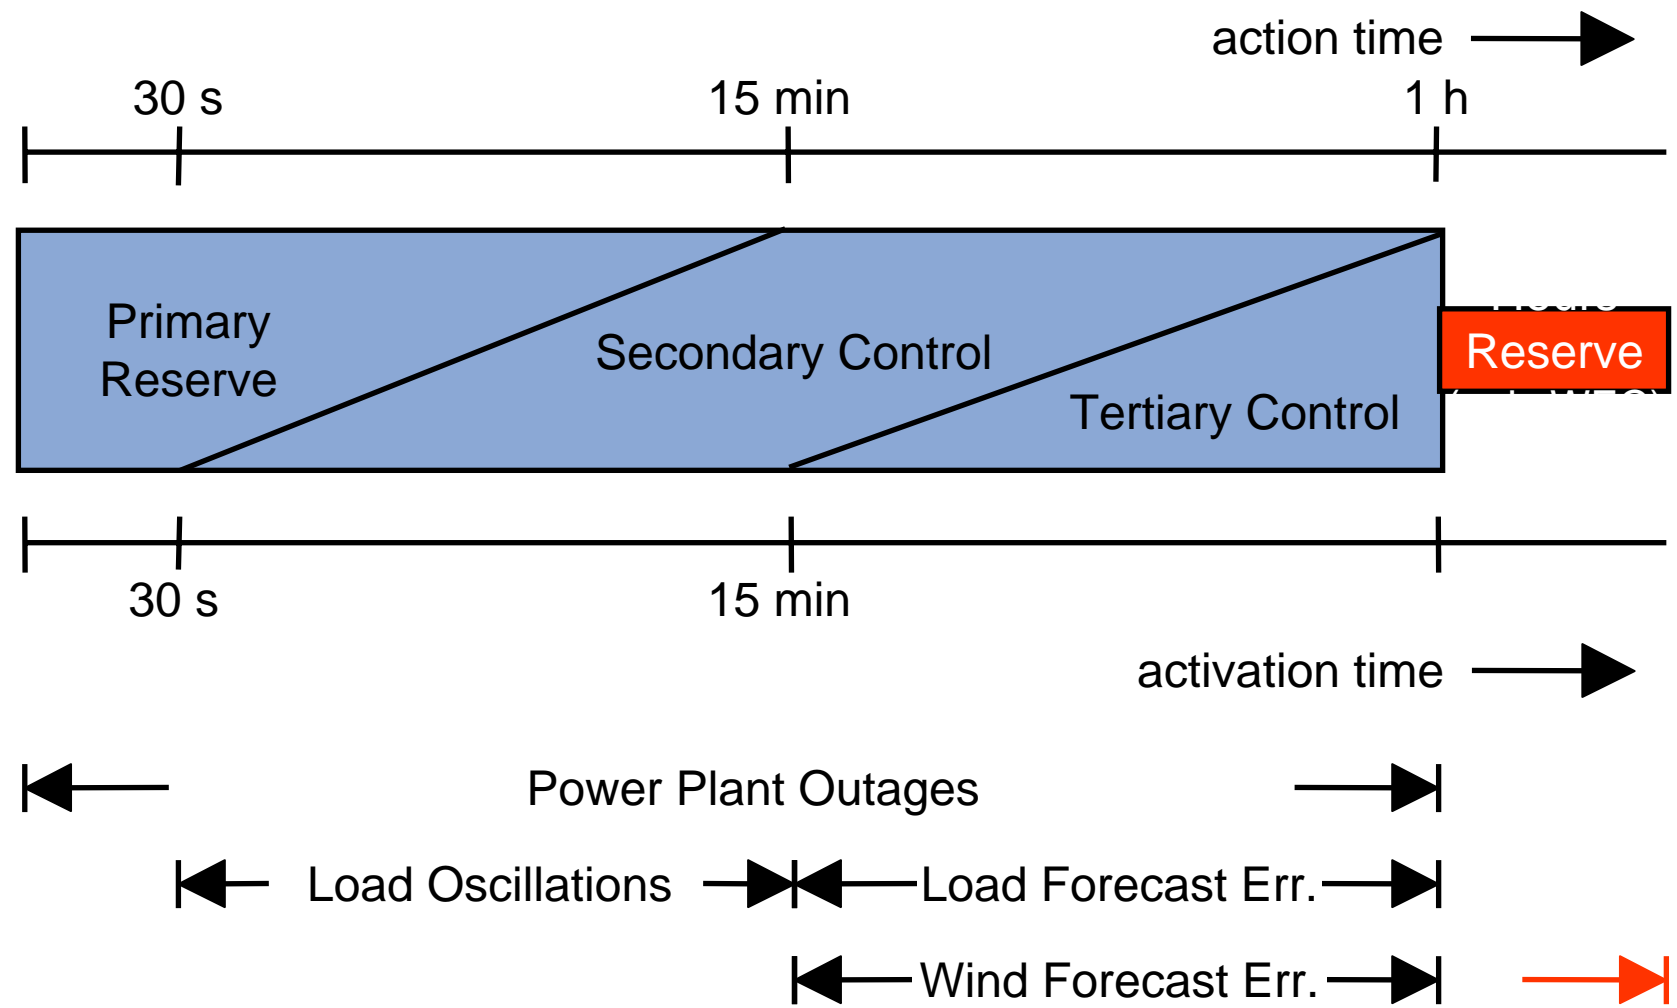 action time
30 s
15 min
1 h
Primary
Reserve
Secondary Control
Tertiary Control
Reserve
30 s
15 min
activation time
Power Plant Outages
Load Oscillations
Load Forecast Err.
Wind Forecast Err.